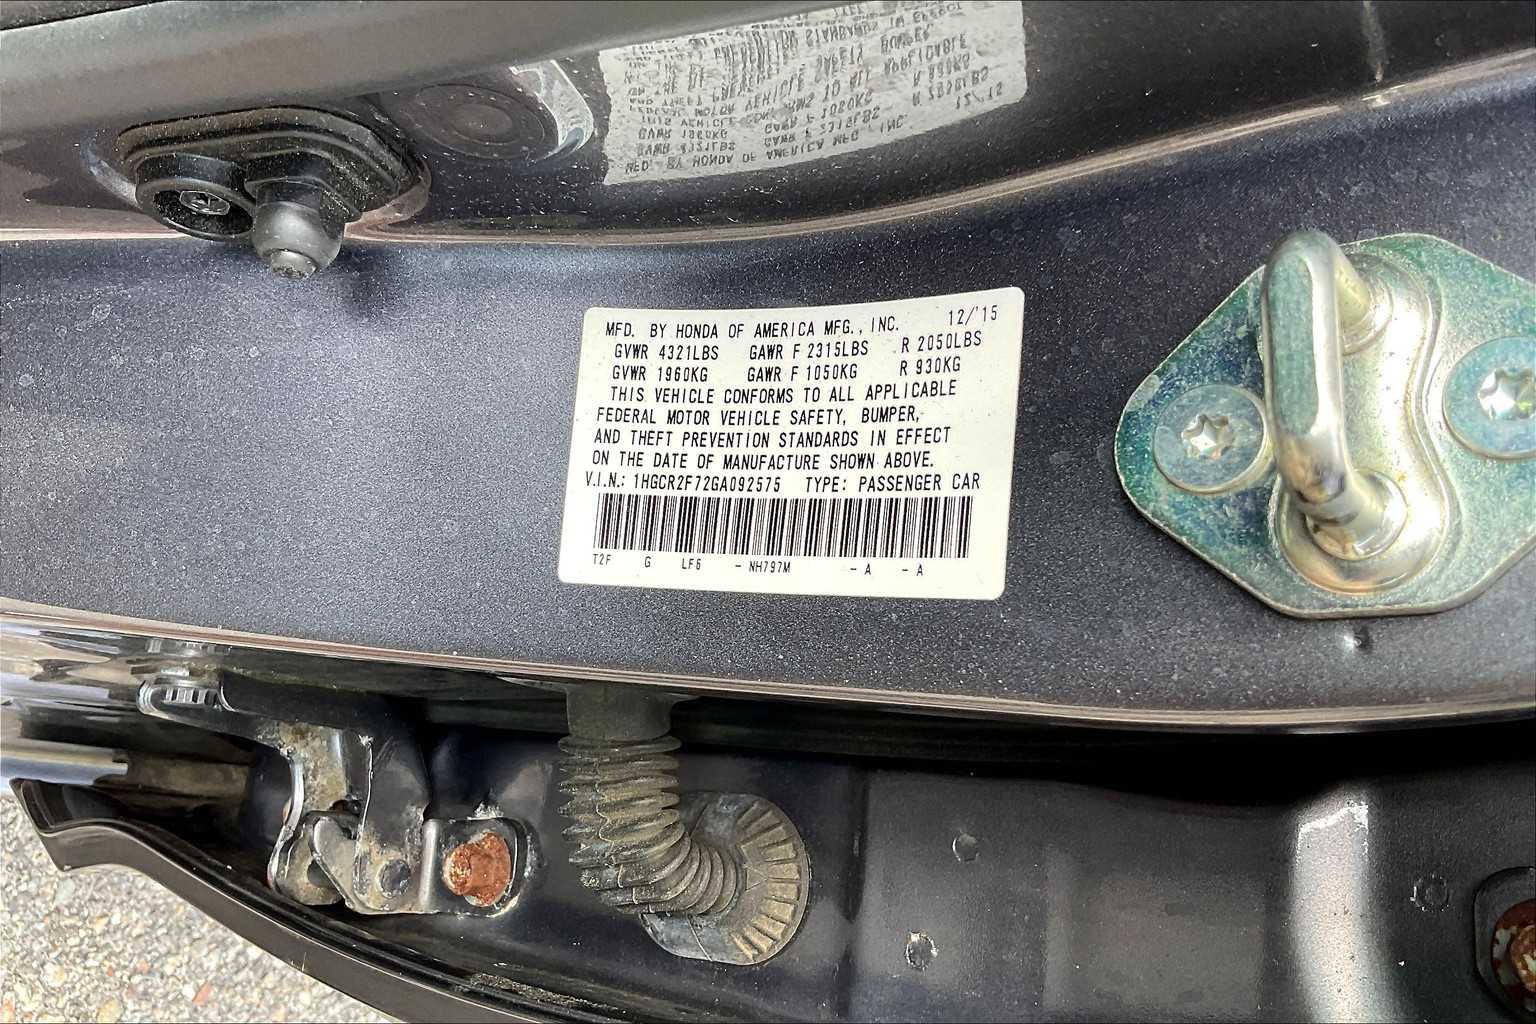 MFD. BY HONDA OF AMERICA MFG., INC. 12/'15
GVWR 4321LBS GAWR F 2315LBS R 2050LBS
GVWR 1960KG GAWR F 1050KG R 930KG
THIS VEHICLE CONFORMS TO ALL APPLICABLE
FEDERAL MOTOR VEHICLE SAFETY, BUMPER,
AND THEFT PREVENTION STANDARDS IN EFFECT
ON THE DATE OF MANUFACTURE SHOWN ABOVE.
V.I.N.: 1HGCR2F72GA092575 TYPE: PASSENGER CAR
T2F G LF6 - NH797M - A - A